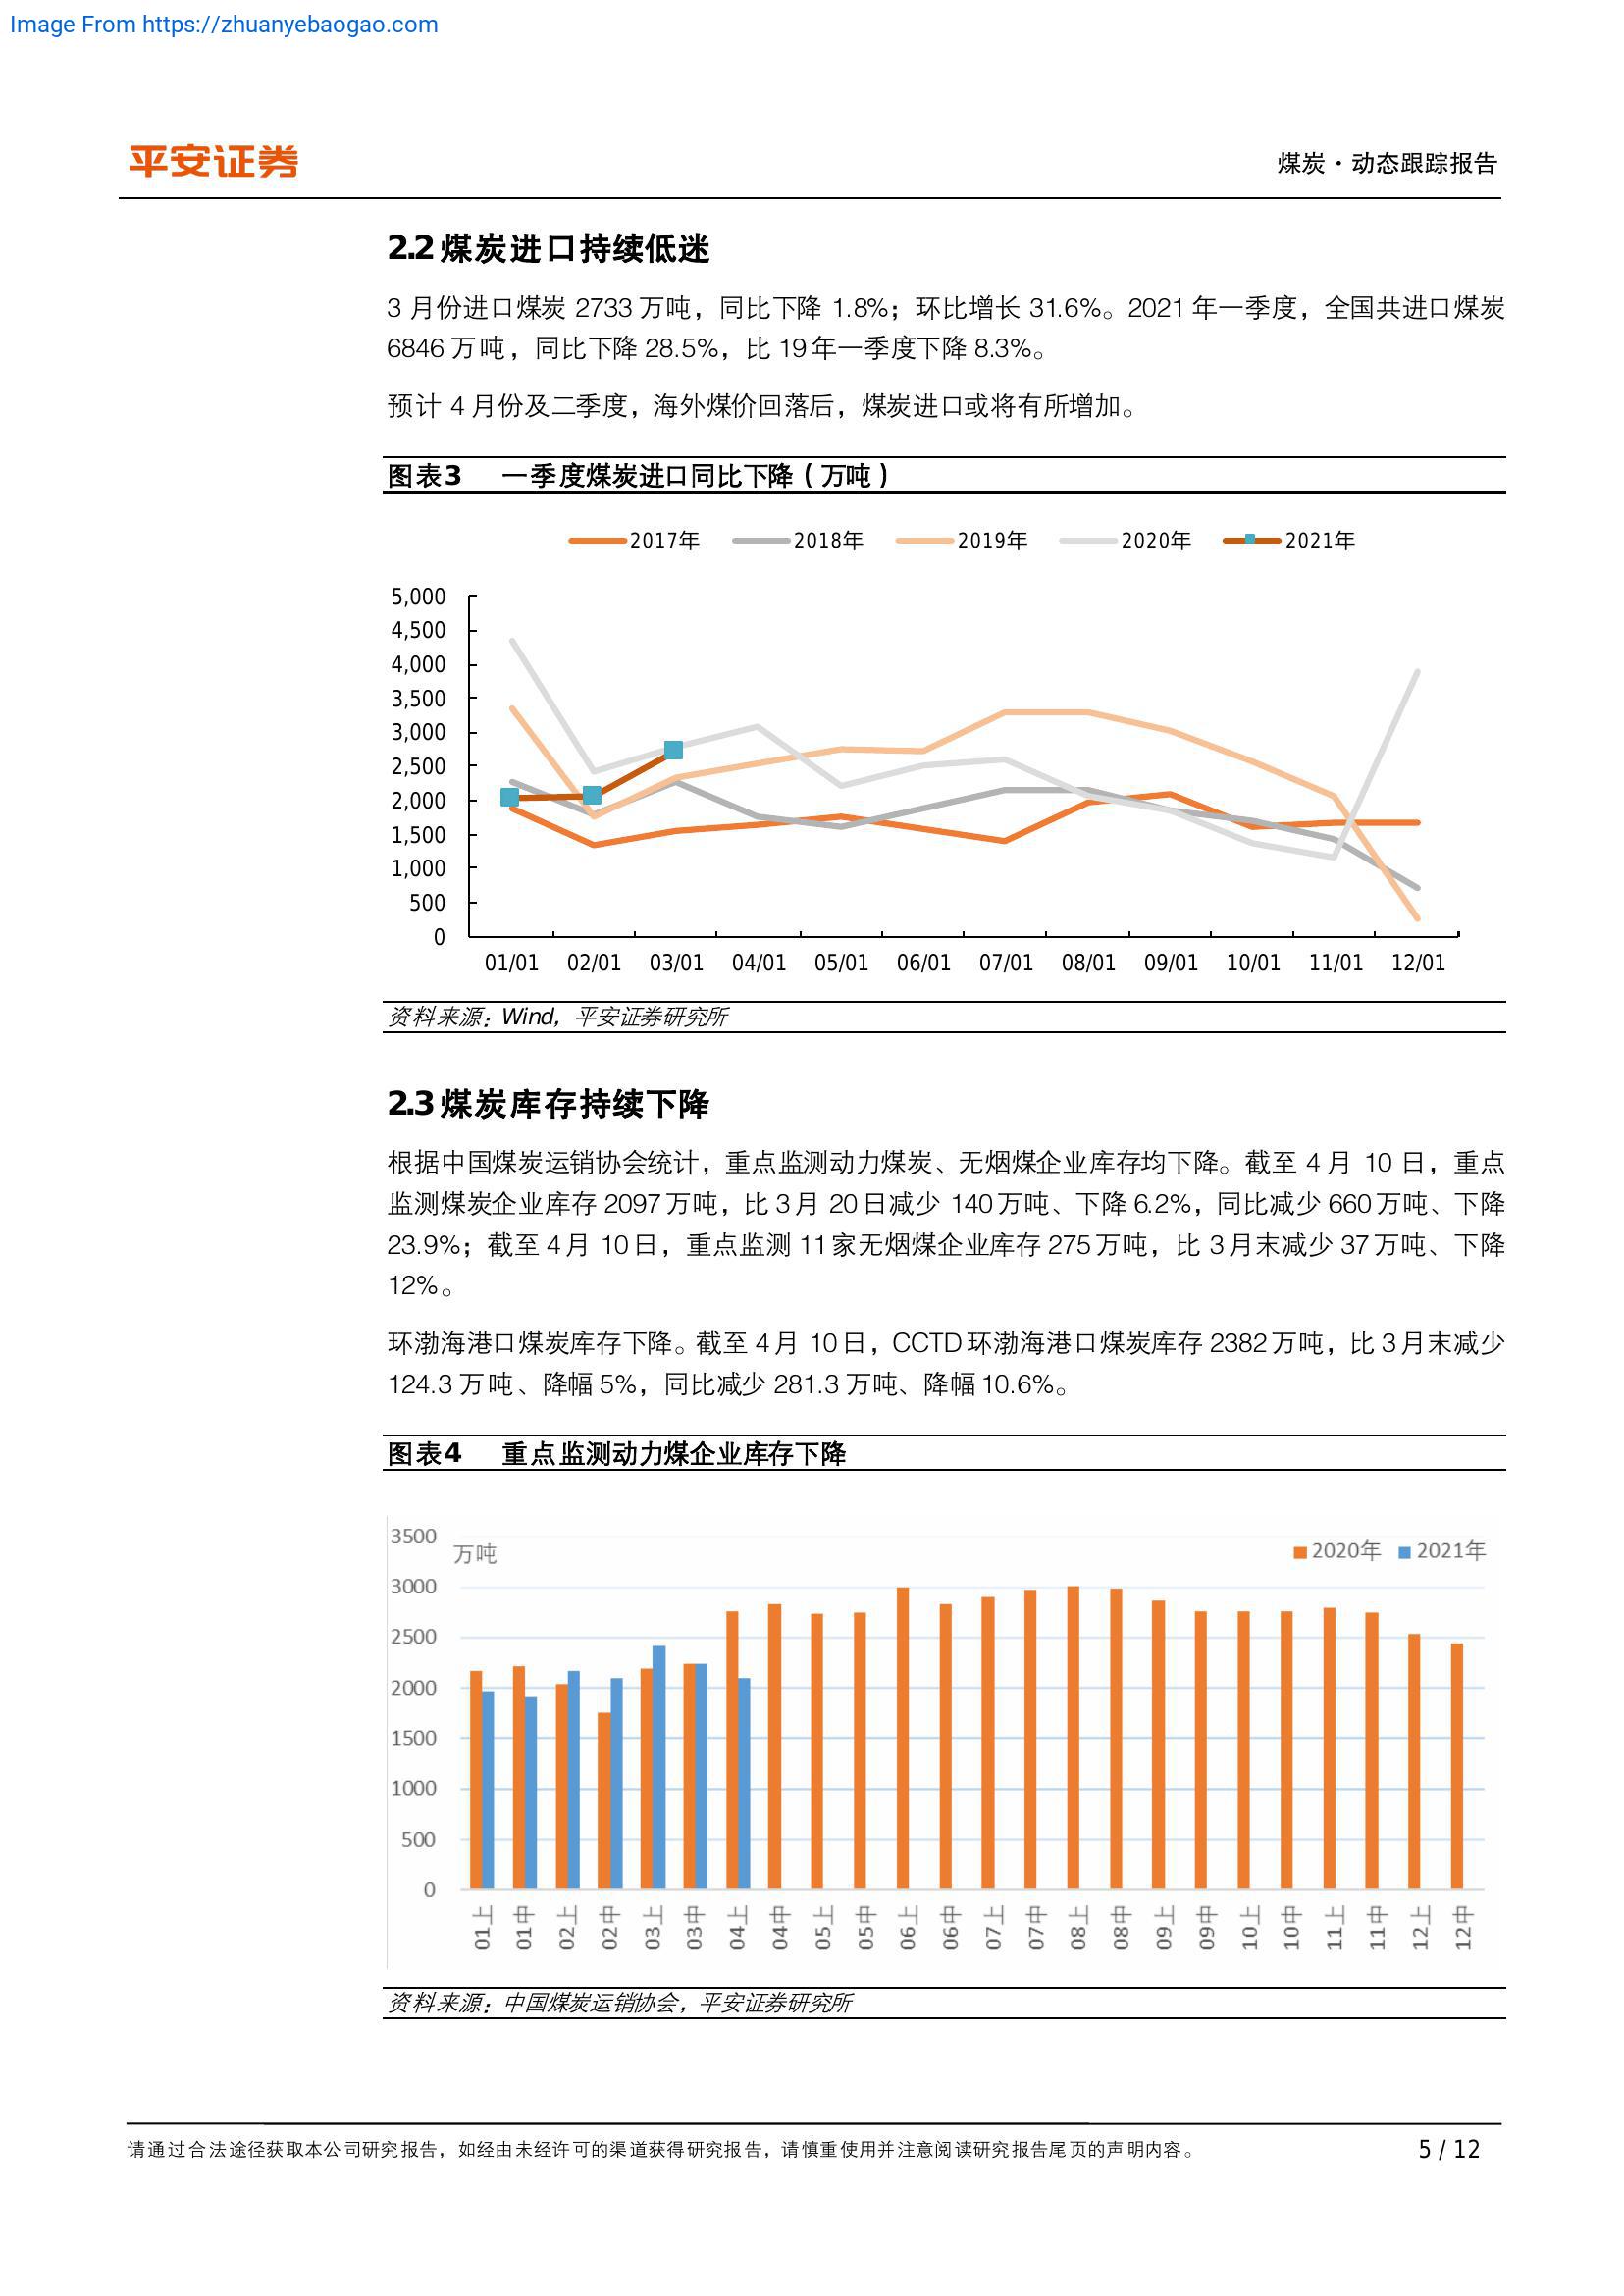 Image From https://zhuanyebaogao.com
平安证券
煤炭·动态跟踪报告
2.2 煤炭进口持续低迷
3 月份进口煤炭 2733 万吨，同比下降 1.8%；环比增长 31.6%。2021 年一季度，全国共进口煤炭
6846 万吨，同比下降 28.5%，比 19 年一季度下降 8.3%。
预计 4 月份及二季度，海外煤价回落后，煤炭进口或将有所增加。
图表3 一季度煤炭进口同比下降（万吨）
2017年 2018年 2019年 2020年 2021年
5,000
4,500
4,000
3,500
3,000
2,500
2,000
1,500
1,000
500
0
01/01 02/01 03/01 04/01 05/01 06/01 07/01 08/01 09/01 10/01 11/01 12/01
资料来源：Wind，平安证券研究所
2.3 煤炭库存持续下降
根据中国煤炭运销协会统计，重点监测动力煤炭、无烟煤企业库存均下降。截至 4 月 10 日，重点
监测煤炭企业库存 2097 万吨，比 3 月 20 日减少 140 万吨、下降 6.2%，同比减少 660 万吨、下降
23.9%；截至 4 月 10 日，重点监测 11 家无烟煤企业库存 275 万吨，比 3 月末减少 37 万吨、下降
12%。
环渤海港口煤炭库存下降。截至 4 月 10 日，CCTD 环渤海港口煤炭库存 2382 万吨，比 3 月末减少
124.3 万吨、降幅 5%，同比减少 281.3 万吨、降幅 10.6%。
图表4 重点监测动力煤企业库存下降
万吨
2020年 2021年
3500
3000
2500
2000
1500
1000
500
0
01上 01中 02上 02中 03上 03中 04上 04中 05上 05中 06上 06中 07上 07中 08上 08中 09上 09中 10上 10中 11上 11中 12上 12中
资料来源：中国煤炭运销协会，平安证券研究所
请通过合法途径获取本公司研究报告，如经由未经许可的渠道获得研究报告，请慎重使用并注意阅读研究报告尾页的声明内容。
5 / 12